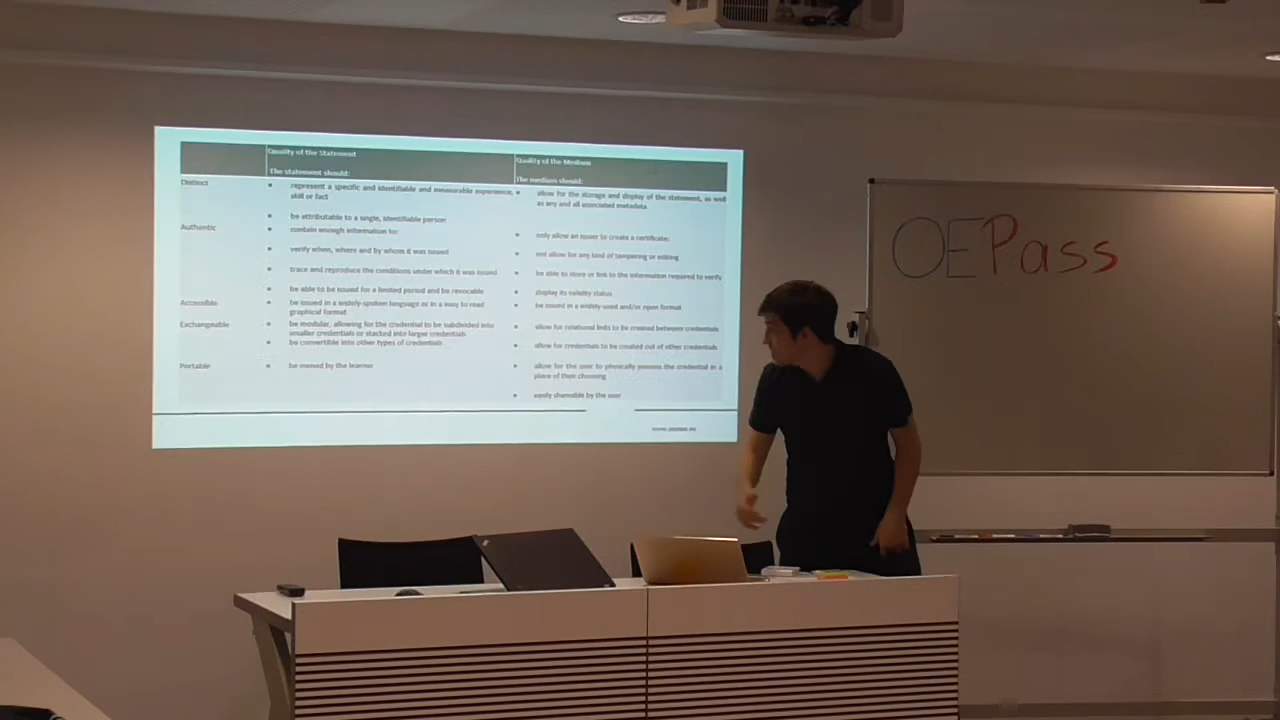 Quality of the Statement
The statement should:
Quality of the Medium
The medium should:
Distinct
represent a specific and identifiable and measurable experience, skill or fact
be attributable to a single, identifiable person
allow for the storage and display of the statement, as well
as any and all associated metadata
Authentic
contain enough information to:
verify when, where and by whom it was issued
trace and reproduce the conditions under which it was issued
be able to be issued for a limited period and be revocable
only allow an issuer to create a certificate;
not allow for any kind of tampering or editing
be able to store or link to the information required to verify
display its validity status
Accessible
be issued in a widely-spoken language or in a easy to read
graphical format
be issued in a widely used and/or open format
Exchangeable
be modular, allowing for the credential to be subdivided into
smaller credentials or stacked into larger credentials
be convertible into other types of credentials
allow for relational links to be created between credentials
allow for credentials to be created out of other credentials
Portable
be owned by the learner
allow for the user to physically possess the credential in a
place of their choosing
easily shareable by the user
www.oepass.eu
OEPass